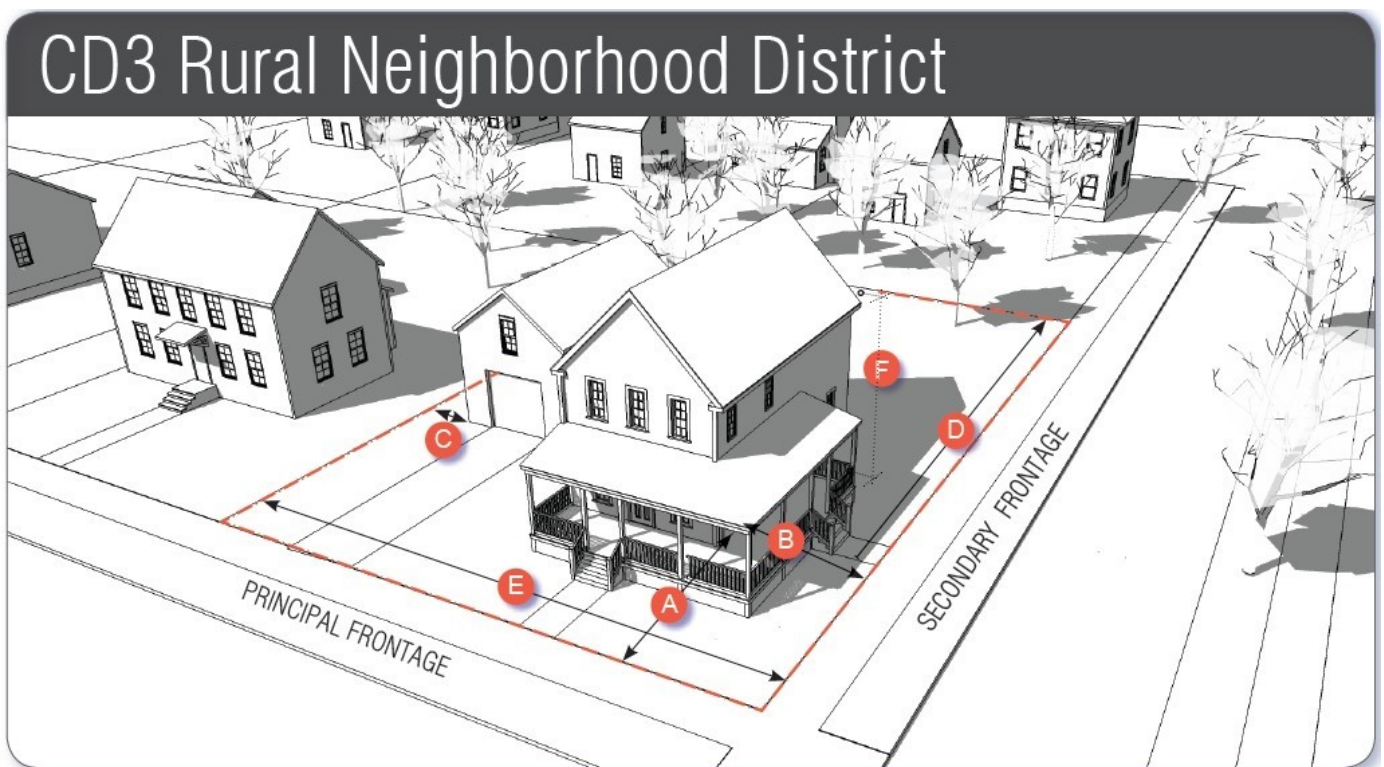 CD3 Rural Neighborhood District
F
C
D
B
E
A
PRINCIPAL FRONTAGE
SECONDARY FRONTAGE